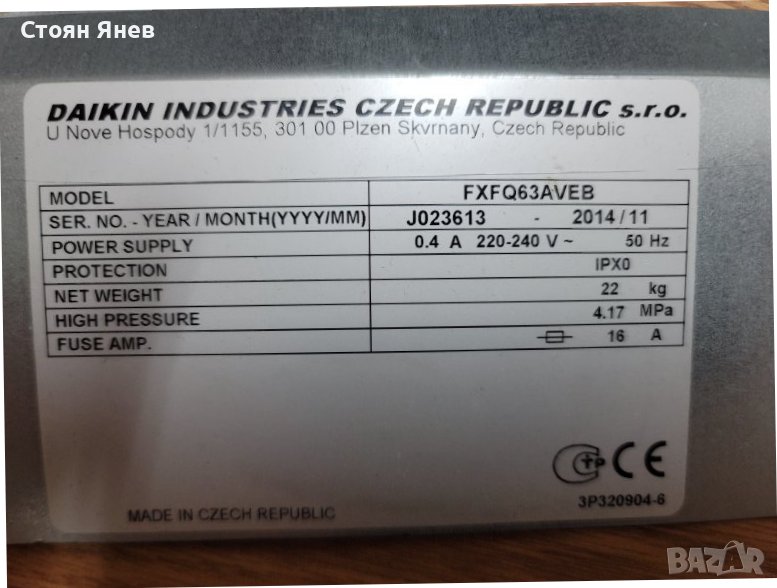 Стоян Янев
DAIKIN INDUSTRIES CZECH REPUBLIC s.r.o.
U Nove Hospody 1/1155, 301 00 Plzen Skvrnany, Czech Republic
MODEL FXFQ63AVEB
SER. NO. - YEAR / MONTH(YYYY/MM) J023613 - 2014/11
POWER SUPPLY 0.4 A 220-240 V ~ 50 Hz
PROTECTION IPX0
NET WEIGHT 22 kg
HIGH PRESSURE 4.17 MPa
FUSE AMP. 16 A
CE
3P320904-6
MADE IN CZECH REPUBLIC
BAZAR